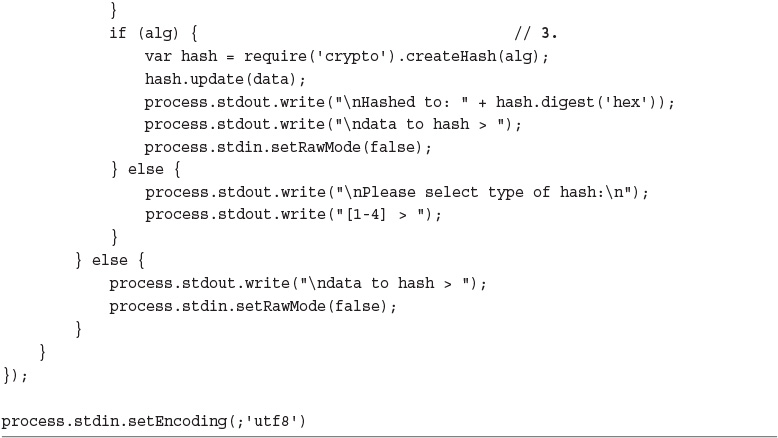 }
            if (alg) {                                    // 3.
                var hash = require('crypto').createHash(alg);
                hash.update(data);
                process.stdout.write("\nHashed to: " + hash.digest('hex'));
                process.stdout.write("\ndata to hash > ");
                process.stdin.setRawMode(false);
            } else {
                process.stdout.write("\nPlease select type of hash:\n");
                process.stdout.write("[1-4] > ");
            }
        } else {
            process.stdout.write("\ndata to hash > ");
            process.stdin.setRawMode(false);
        }
    }
});
process.stdin.setEncoding(;'utf8')